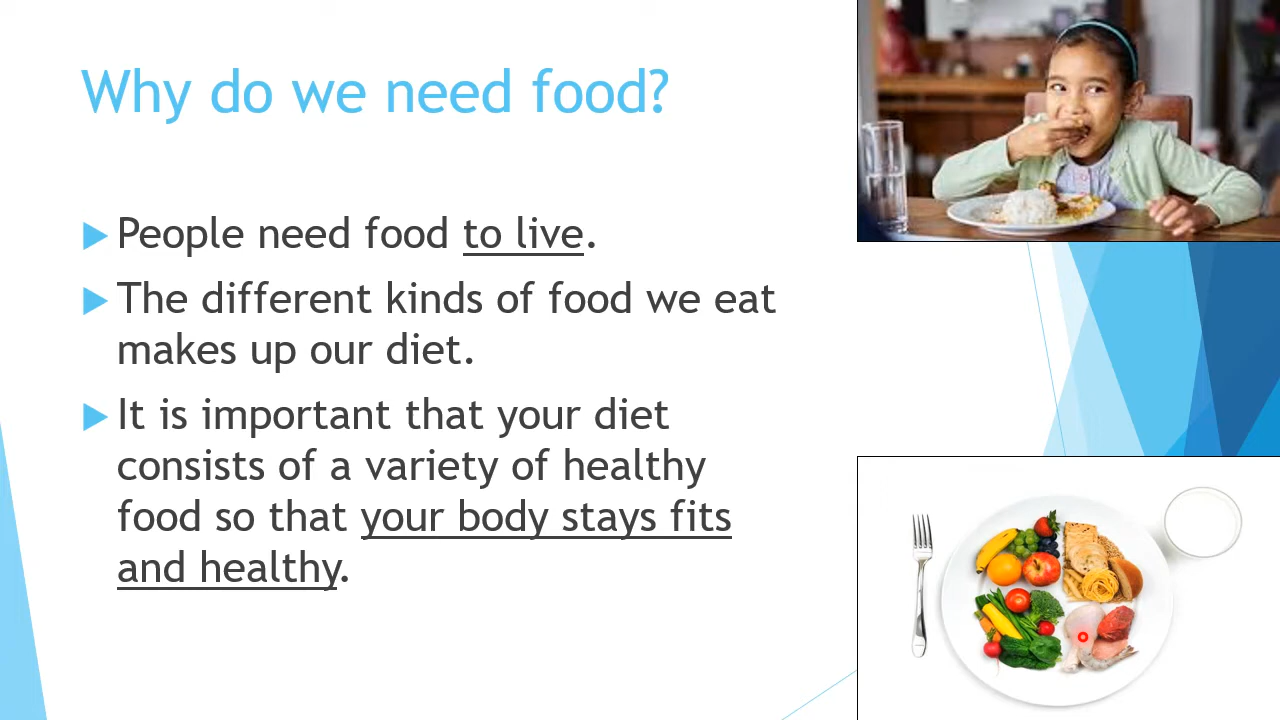 Why do we need food?
People need food to live.
The different kinds of food we eat
makes up our diet.
It is important that your diet
consists of a variety of healthy
food so that your body stays fits
and healthy.